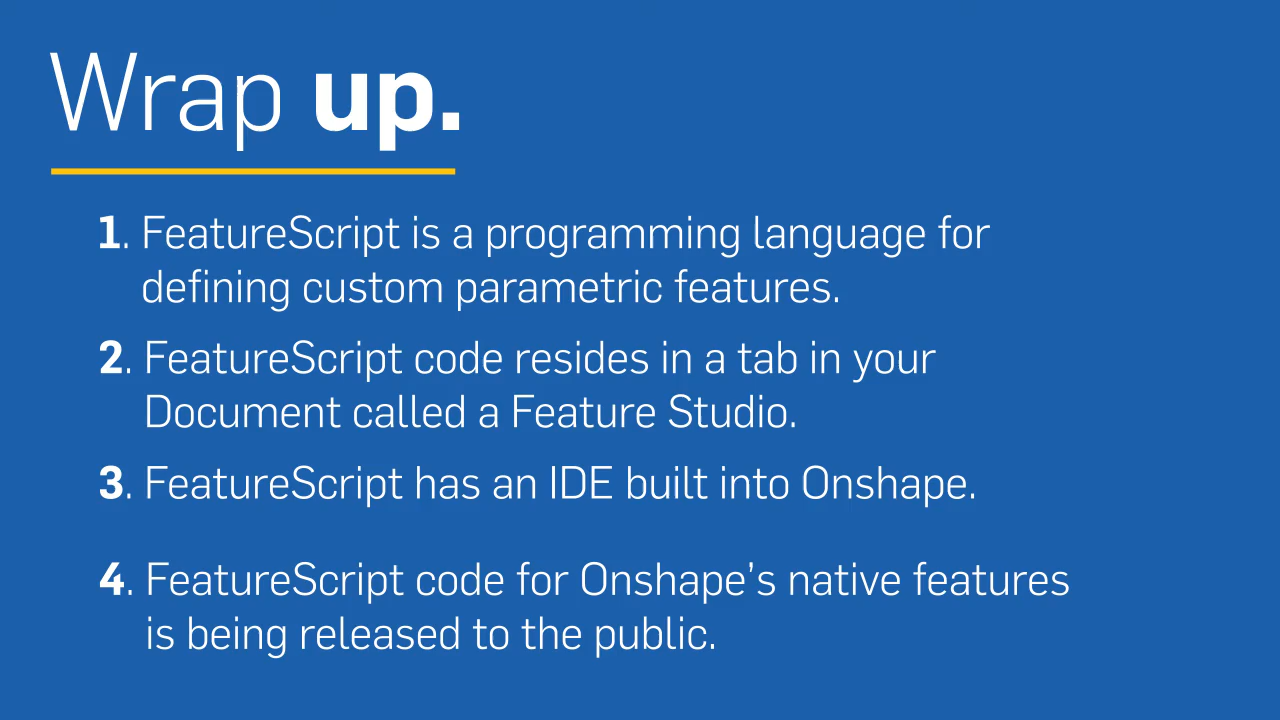 Wrap up.
1. FeatureScript is a programming language for
defining custom parametric features.
2. FeatureScript code resides in a tab in your
Document called a Feature Studio.
3. FeatureScript has an IDE built into Onshape.
4. FeatureScript code for Onshape’s native features
is being released to the public.